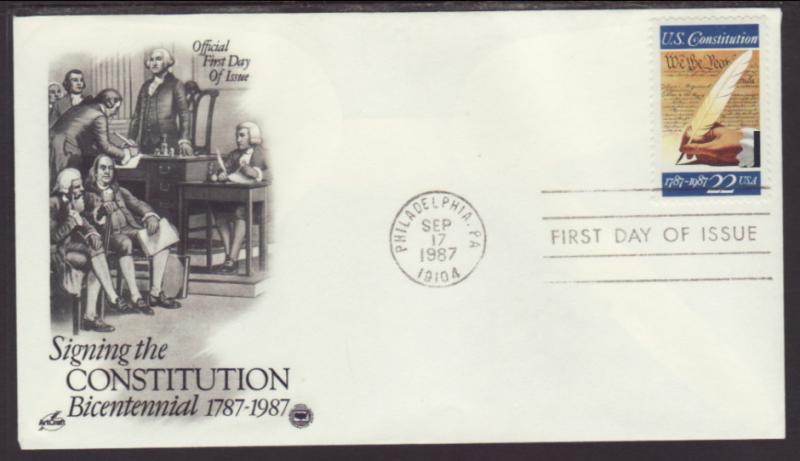 Official
First Day
Of Issue
U.S. Constitution
We the Peo
1787-1987 22 USA
PHILADELPHIA, PA
SEP
17
1987
19104
FIRST DAY OF ISSUE
Signing the
CONSTITUTION
Bicentennial 1787-1987
ArtCraft